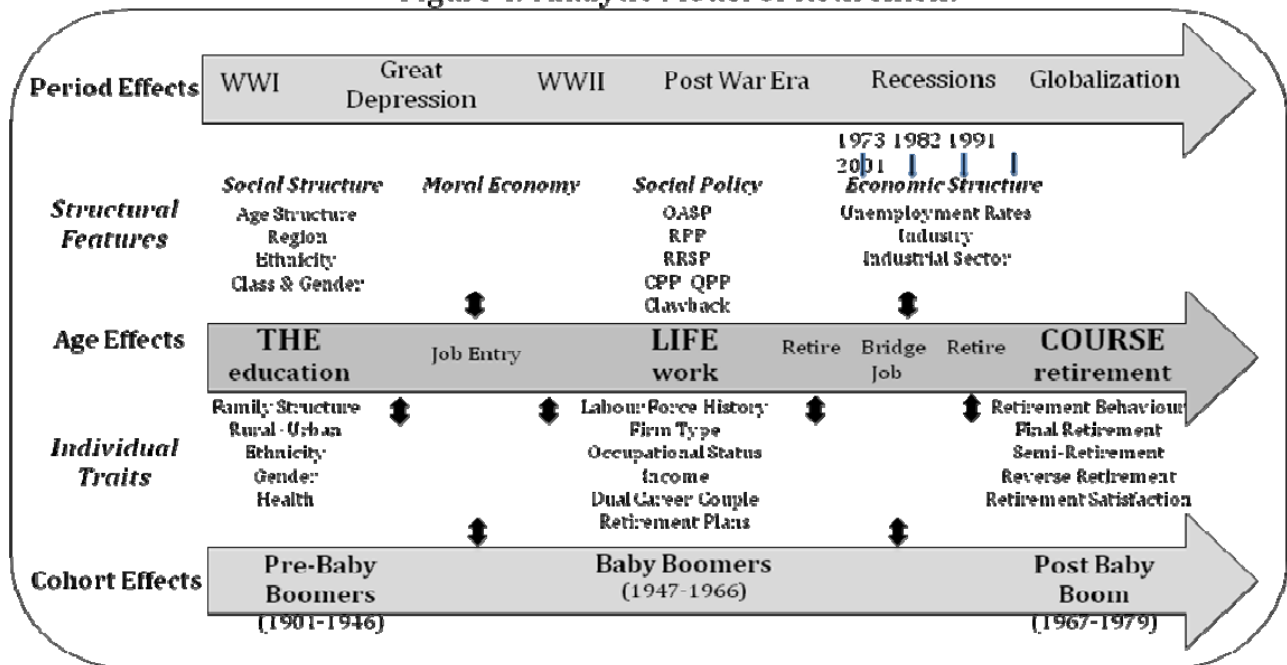 Figure 1. Analytic Model of Retirement.
Period Effects
WWI
Great
Depression
WWII
Post War Era
Recessions
Globalization
1973 1982 1991
2001
Structural
Features
Social Structure
Age Structure
Region
Ethnicity
Class & Gender
Moral Economy
Social Policy
OASP
RPP
RRSP
CPP QPP
Clawback
Economic Structure
Unemployment Rates
Industry
Industrial Sector
Age Effects
THE
education
Job Entry
LIFE
work
Retire
Bridge
Job
Retire
COURSE
retirement
Individual
Traits
Family Structure
Rural-Urban
Ethnicity
Gender
Health
Labour Force History
Firm Type
Occupational Status
Income
Dual Career Couple
Retirement Plans
Retirement Behaviour
Final Retirement
Semi-Retirement
Reverse Retirement
Retirement Satisfaction
Cohort Effects
Pre-Baby
Boomers
(1901-1946)
Baby Boomers
(1947-1966)
Post Baby
Boom
(1967-1979)